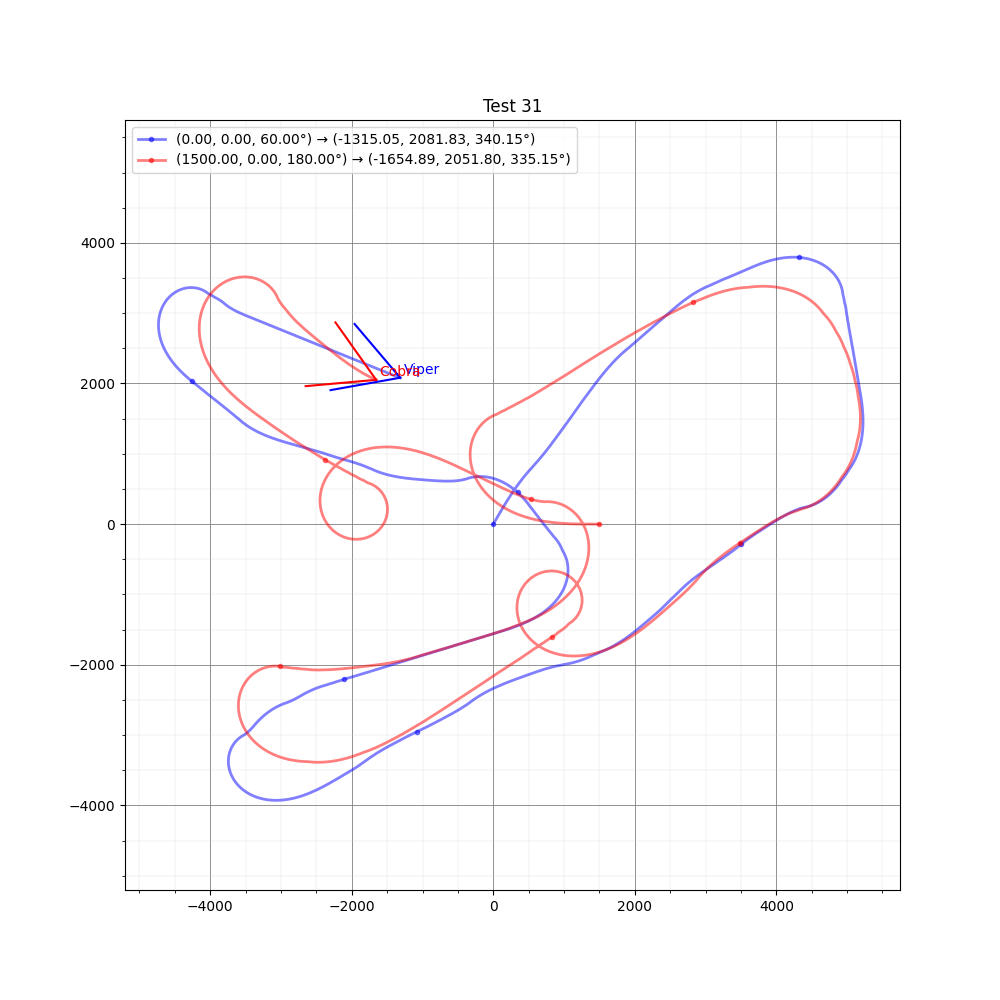 Test 31
(0.00, 0.00, 60.00°) → (-1315.05, 2081.83, 340.15°)
(1500.00, 0.00, 180.00°) → (-1654.89, 2051.80, 335.15°)
4000
2000
0
−2000
−4000
Cobra
Viper
−4000 −2000 0 2000 4000